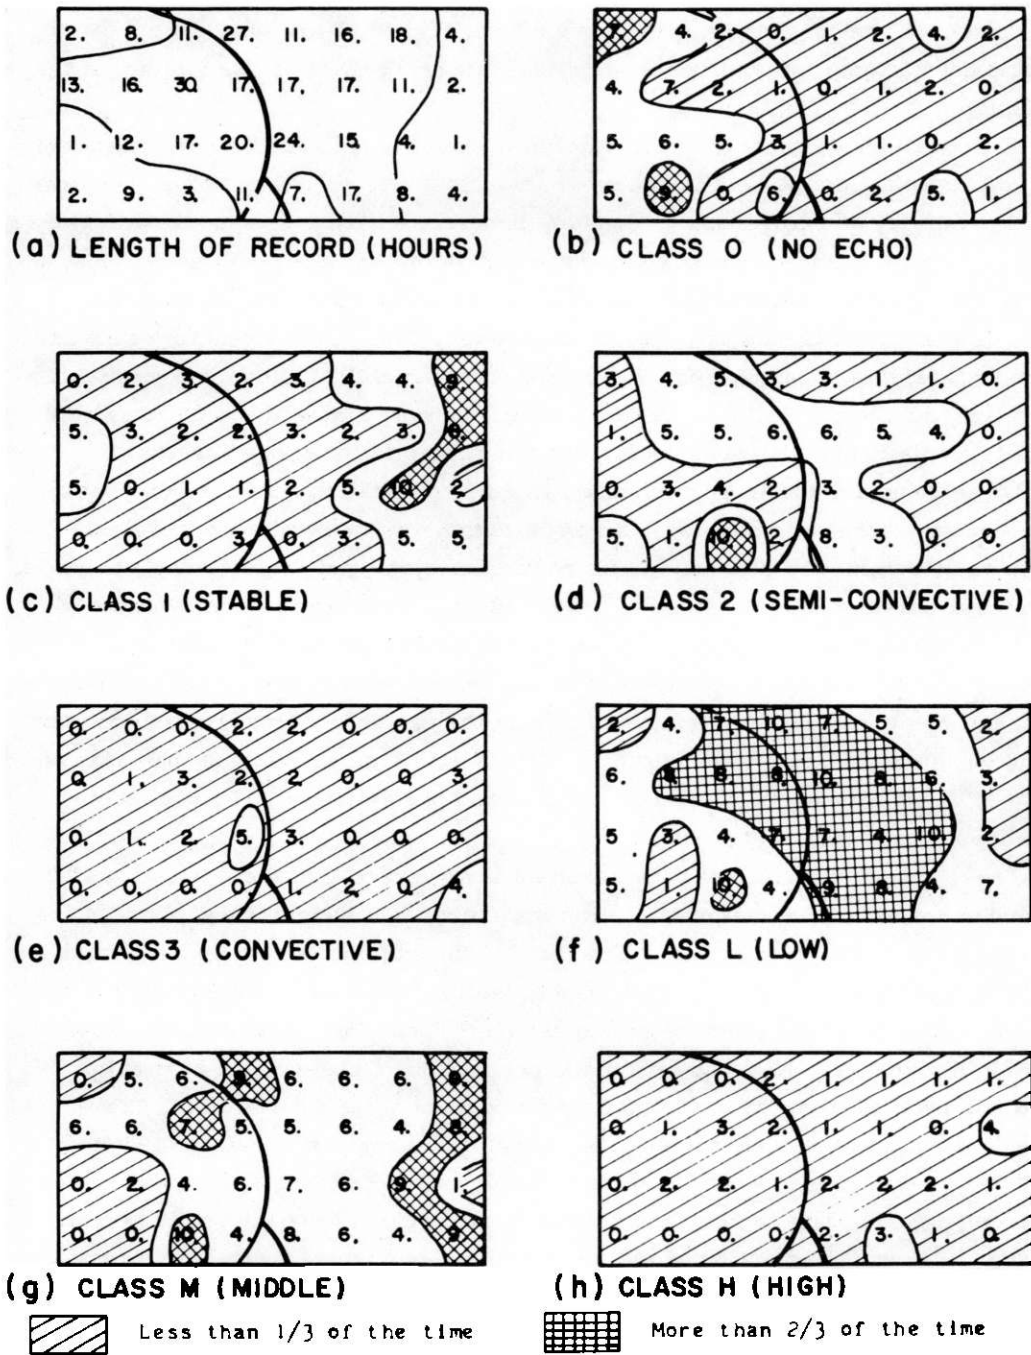 2. 8. 11. 27. 11. 16. 18. 4.
13. 16. 30. 17. 17. 17. 11. 2.
1. 12. 17. 20. 24. 15. 4. 1.
2. 9. 3. 11. 7. 17. 8. 4.
(a) LENGTH OF RECORD (HOURS)
7. 4. 2. 0. 1. 2. 4. 2.
4. 7. 2. 1. 0. 1. 2. 0.
5. 6. 5. 3. 1. 1. 0. 2.
5. 9. 0. 6. 0. 2. 5. 1.
(b) CLASS 0 (NO ECHO)
0. 2. 3. 2. 3. 4. 4. 9.
5. 3. 2. 2. 3. 2. 3.
5. 0. 1. 1. 2. 5. 10. 2.
0. 0. 0. 3. 0. 3. 5. 5.
(c) CLASS 1 (STABLE)
3. 4. 5. 3. 3. 1. 1. 0.
1. 5. 5. 6. 6. 5. 4. 0.
0. 3. 4. 2. 3. 2. 0. 0.
5. 1. 10. 2. 8. 3. 0. 0.
(d) CLASS 2 (SEMI-CONVECTIVE)
0. 0. 0. 2. 2. 0. 0. 0.
0. 1. 3. 2. 2. 0. 0. 3.
0. 1. 2. 5. 3. 0. 0. 0.
0. 0. 0. 0. 1. 2. 0. 4.
(e) CLASS 3 (CONVECTIVE)
2. 4. 7. 10. 7. 5. 5. 2.
6. 8. 8. 8. 10. 8. 6. 3.
5 3. 4. 7. 7. 4. 10. 2.
5. 1. 10. 4. 9. 8. 4. 7.
(f) CLASS L (LOW)
0. 5. 6. 6. 6. 6.
6. 6. 7. 5. 5. 6. 4. 8.
0. 2. 4. 6. 7. 6. 9. 1.
0. 0. 10. 4. 8. 6. 4. 9.
(g) CLASS M (MIDDLE)
0. 0. 0. 2. 1. 1. 1. 1.
0. 1. 3. 2. 1. 1. 0. 4.
0. 2. 2. 1. 2. 2. 2. 1.
0. 0. 0. 0. 2. 3. 1. 0.
(h) CLASS H (HIGH)
Less than 1/3 of the time
More than 2/3 of the time